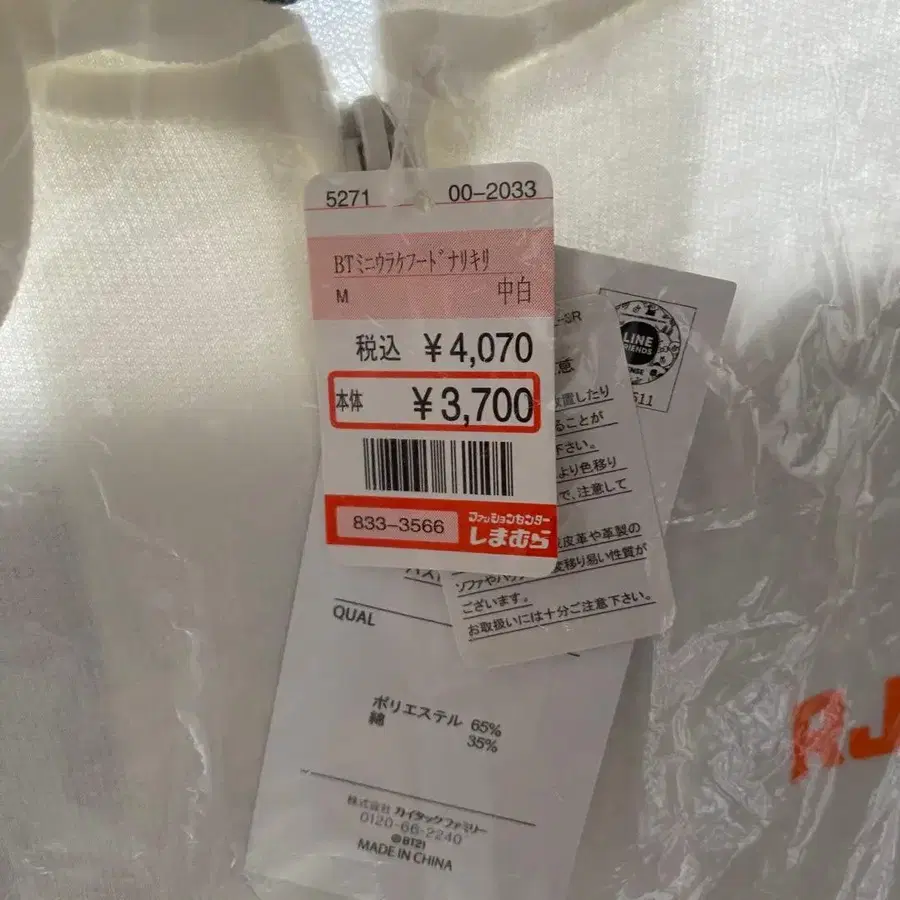 5271 00-2033
BTミニウラケフードナリキリ
M 中白
税込 ¥4,070
本体 ¥3,700
833-3566
ファッションセンター
しまむら
LINE
FRIENDS
511
意
放置したり
ることが
下さい。
より色移り
で、注意して
皮革や革製の
ソファやバッ
変移り易い性質が
ございます。
お取扱いには十分ご注意下さい。
QUAL
ポリエステル 65%
綿 35%
株式会社 カイタックファミリー
0120-66-2240
©BT21
MADE IN CHINA
RJ